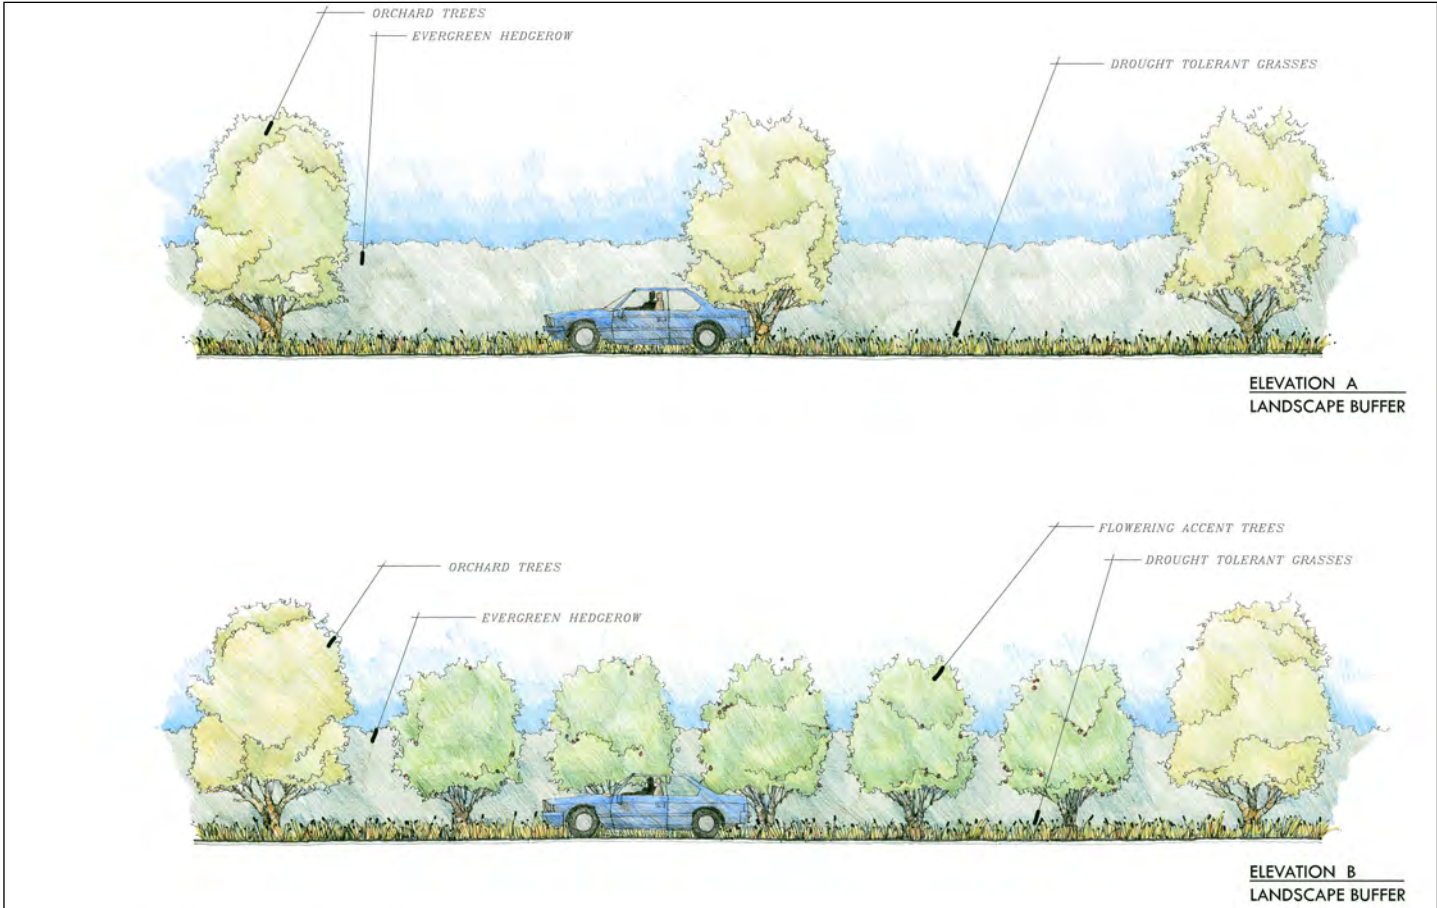 ORCHARD TREES
EVERGREEN HEDGEROW
DROUGHT TOLERANT GRASSES
ELEVATION A
LANDSCAPE BUFFER
FLOWERING ACCENT TREES
DROUGHT TOLERANT GRASSES
ORCHARD TREES
EVERGREEN HEDGEROW
ELEVATION B
LANDSCAPE BUFFER